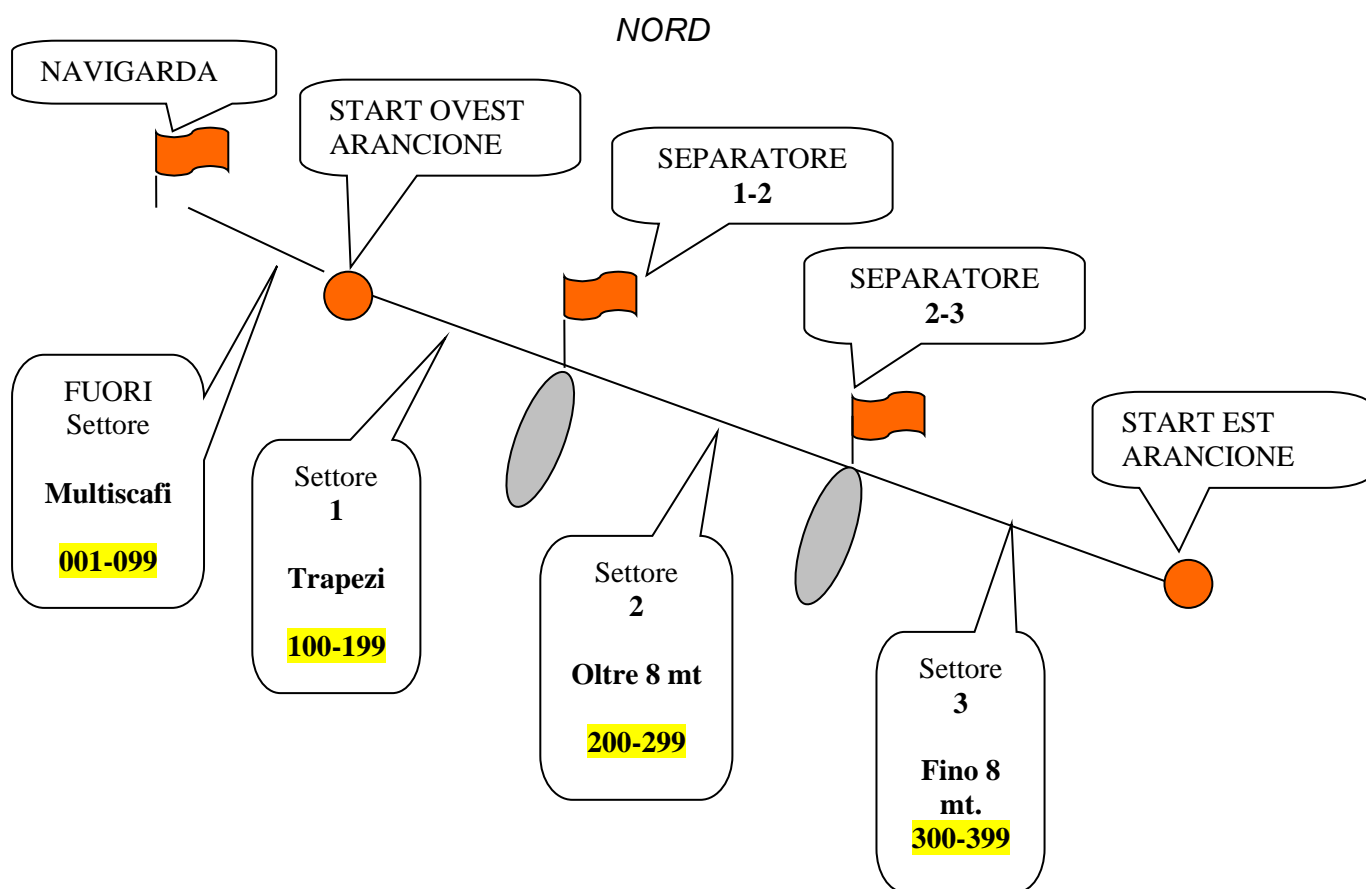 NORD
NAVIGARDA
START OVEST
ARANCIONE
SEPARATORE
1-2
SEPARATORE
2-3
START EST
ARANCIONE
FUORI
Settore
Multiscafi
001-099
Settore
1
Trapezi
100-199
Settore
2
Oltre 8 mt
200-299
Settore
3
Fino 8
mt.
300-399